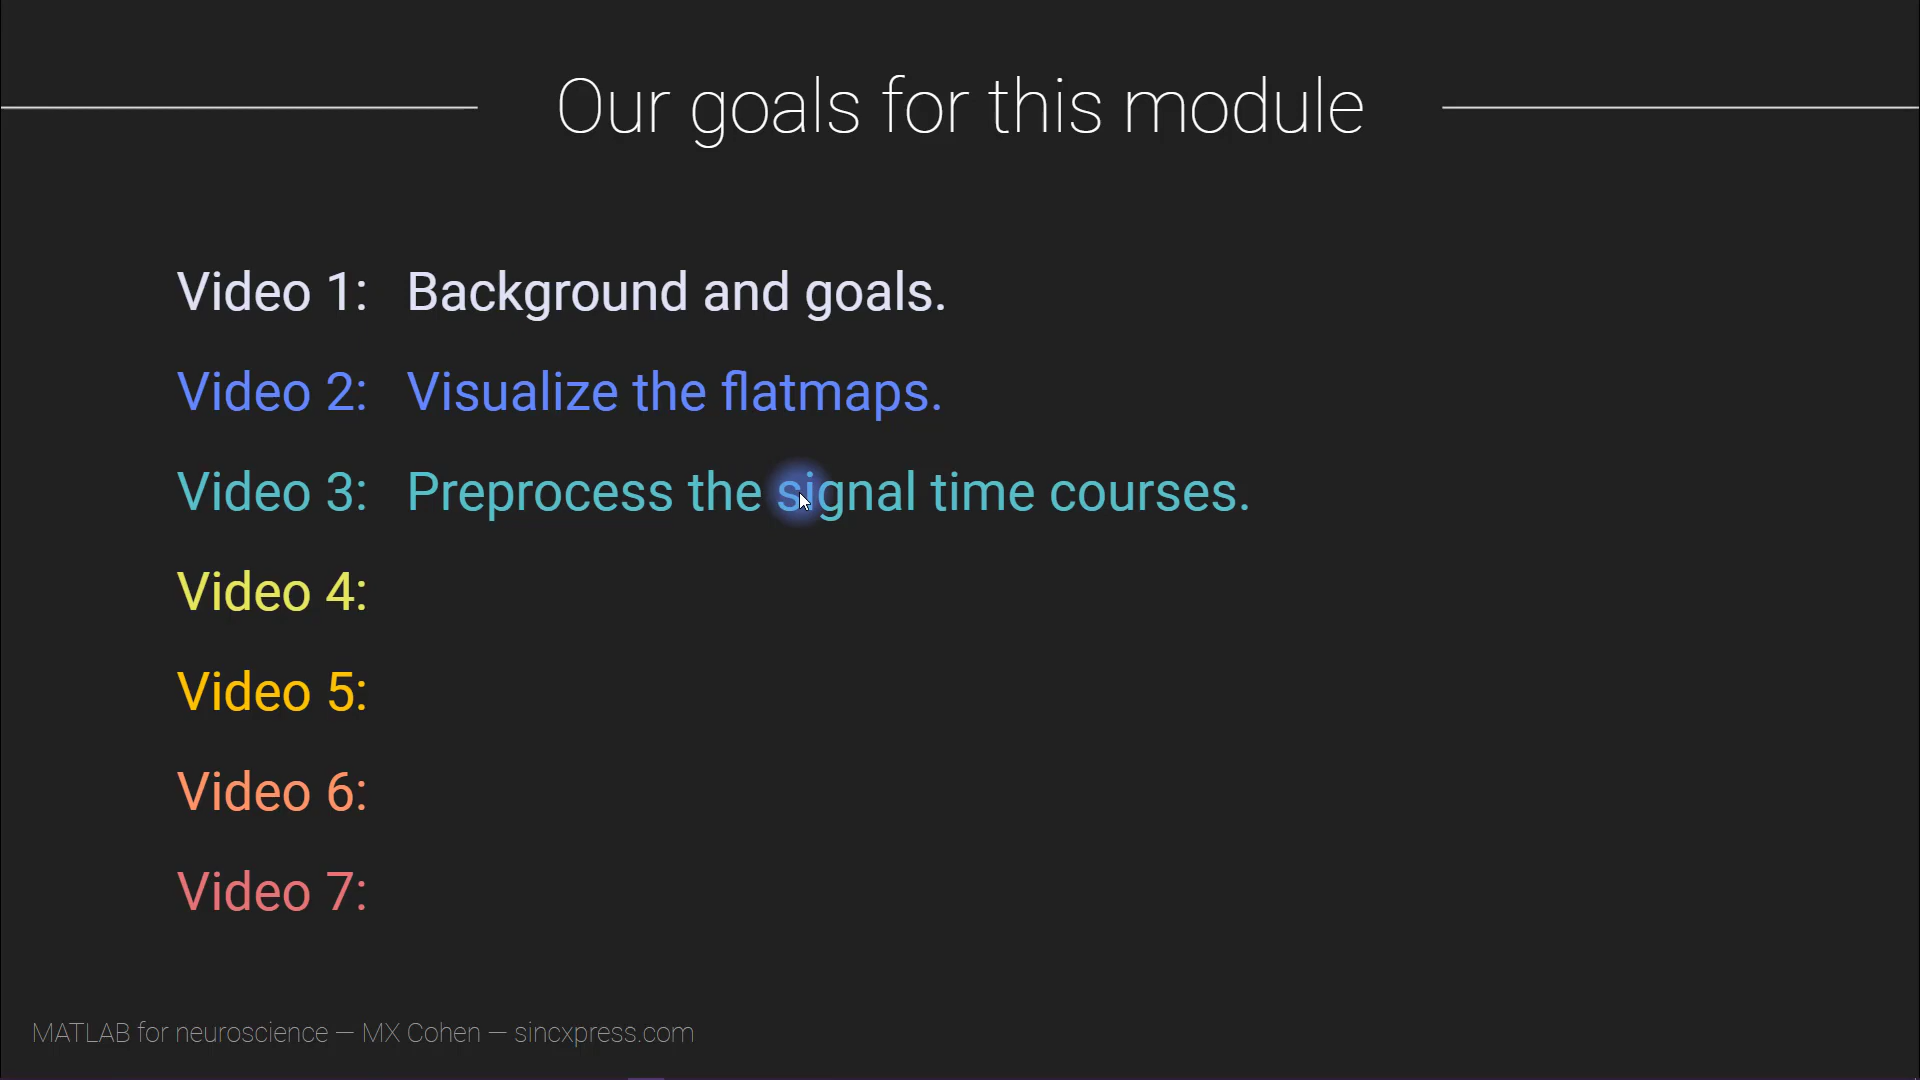 Our goals for this module
Video 1: Background and goals.
Video 2: Visualize the flatmaps.
Video 3: Preprocess the signal time courses.
Video 4:
Video 5:
Video 6:
Video 7:
MATLAB for neuroscience — MX Cohen — sincxpress.com